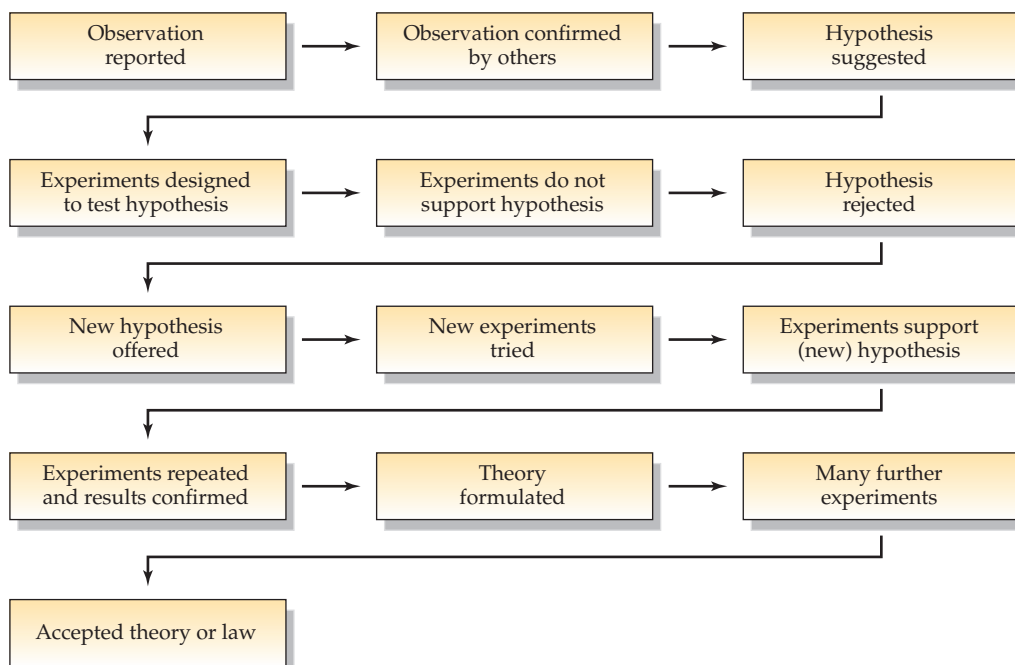 Observation
reported
Observation confirmed
by others
Hypothesis
suggested
Experiments designed
to test hypothesis
Experiments do not
support hypothesis
Hypothesis
rejected
New hypothesis
offered
New experiments
tried
Experiments support
(new) hypothesis
Experiments repeated
and results confirmed
Theory
formulated
Many further
experiments
Accepted theory or law